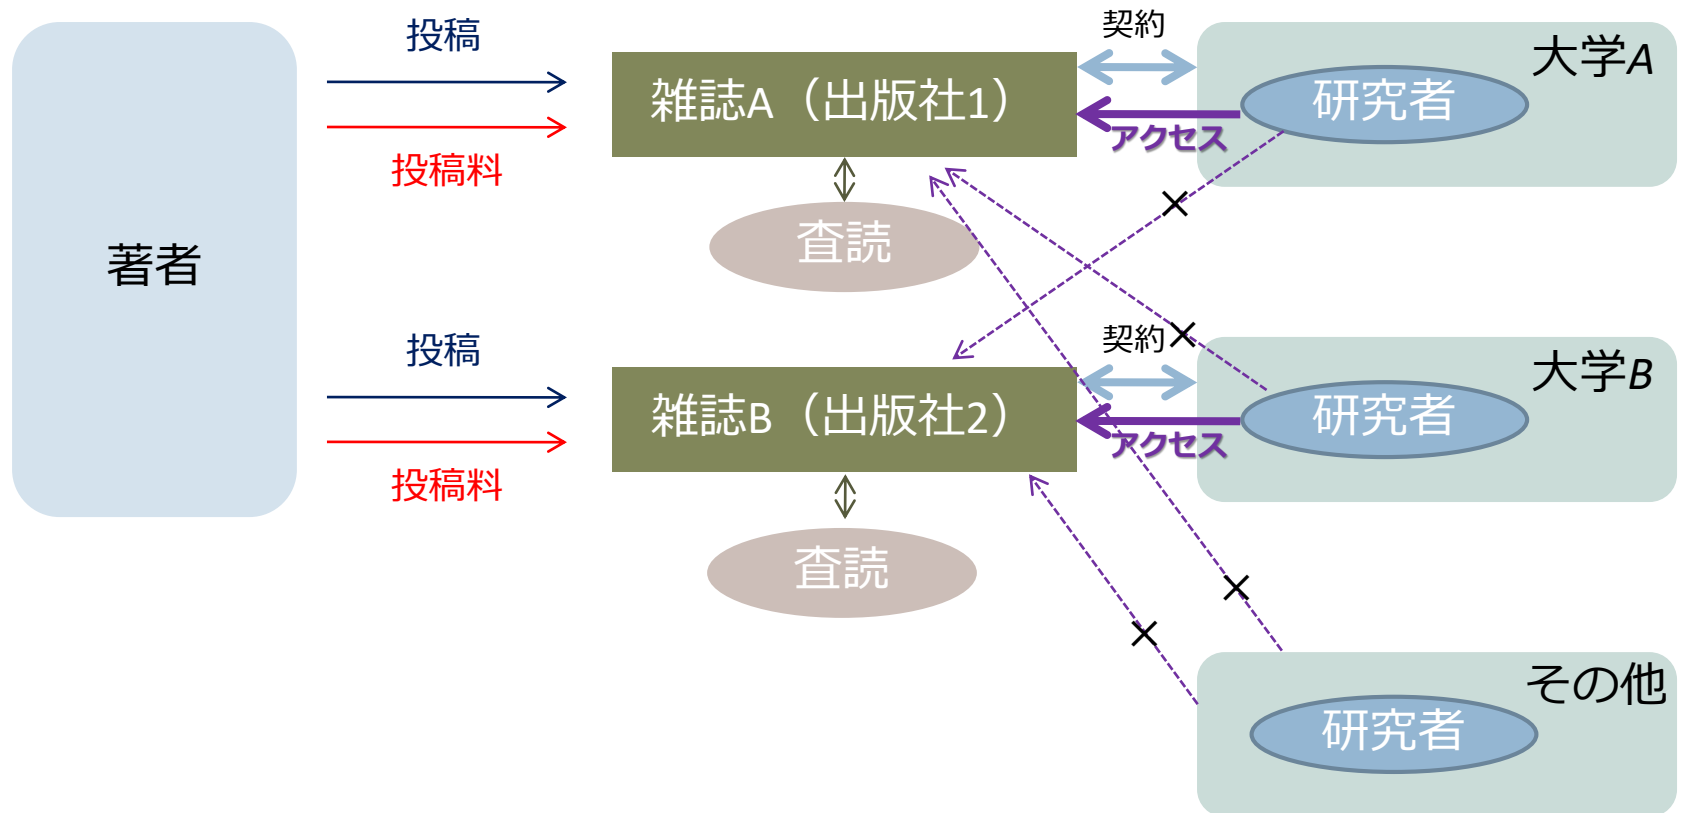 著者
投稿
投稿料
雑誌A（出版社1）
査読
契約
アクセス
大学A
研究者
投稿
投稿料
雑誌B（出版社2）
査読
契約
アクセス
大学B
研究者
その他
研究者